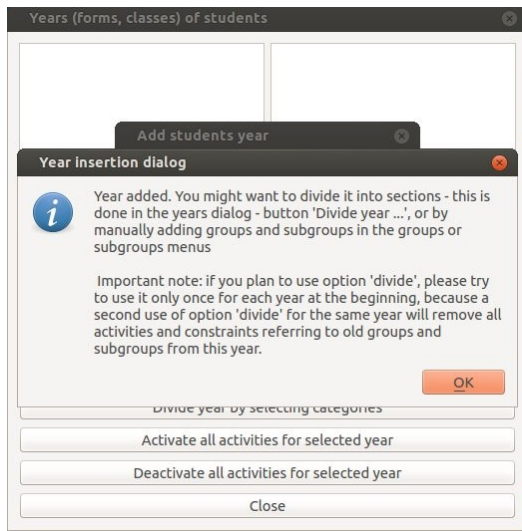 Years (forms, classes) of students
Add students year
Year insertion dialog
Year added. You might want to divide it into sections - this is
done in the years dialog - button 'Divide year ...', or by
manually adding groups and subgroups in the groups or
subgroups menus
Important note: if you plan to use option 'divide', please try
to use it only once for each year at the beginning, because a
second use of option 'divide' for the same year will remove all
activities and constraints referring to old groups and
subgroups from this year.
OK
Divide year by selecting categories
Activate all activities for selected year
Deactivate all activities for selected year
Close